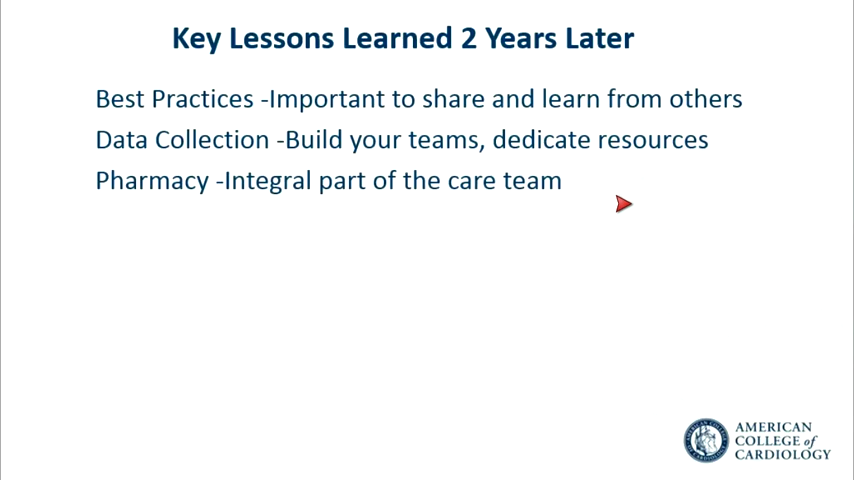 Key Lessons Learned 2 Years Later
Best Practices -Important to share and learn from others
Data Collection -Build your teams, dedicate resources
Pharmacy -Integral part of the care team
AMERICAN
COLLEGE of
CARDIOLOGY